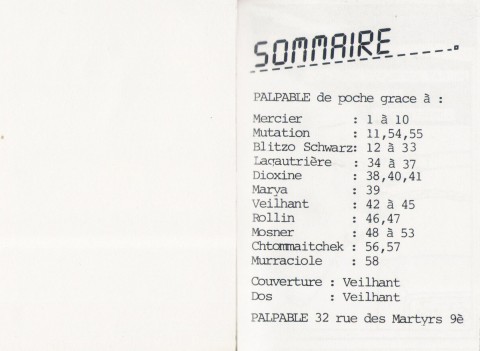 SOMMAIRE
PALPABLE de poche grace à :
Mercier : 1 à 10
Mutation : 11,54,55
Blitzo Schwarz: 12 à 33
Lagautrière : 34 à 37
Dioxine : 38,40,41
Marya : 39
Veilhant : 42 à 45
Rollin : 46,47
Mosner : 48 à 53
Chtommaitchek : 56,57
Murraciole : 58
Couverture : Veilhant
Dos : Veilhant
PALPABLE 32 rue des Martyrs 9è